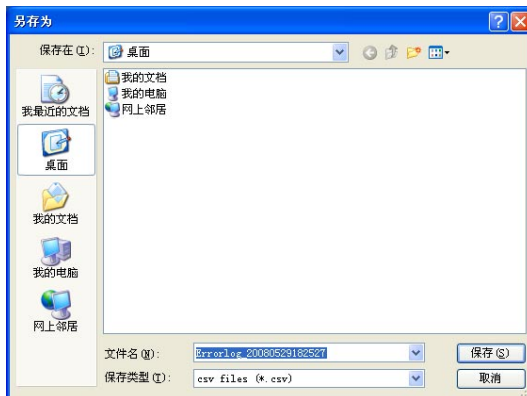 另存为
保存在(I):
桌面
我的文档
我的电脑
网上邻居
我最近的文档
桌面
我的文档
我的电脑
网上邻居
文件名(N):
Errorlog_20080529182527
保存(S)
保存类型(T):
csv files (*.csv)
取消